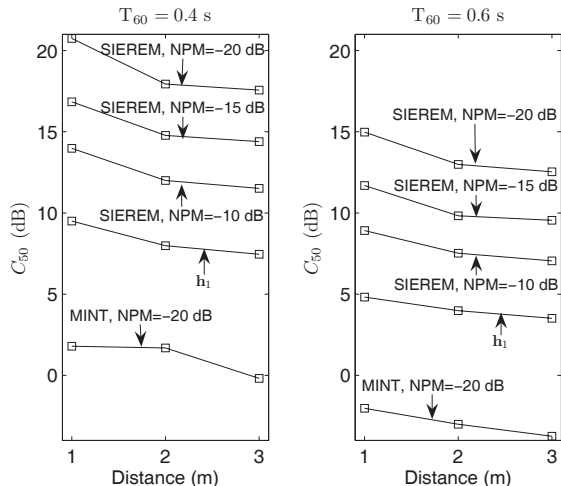 T60 = 0.4 s
C50 (dB)
20
15
10
5
0
SIEREM, NPM=−20 dB
SIEREM, NPM=−15 dB
SIEREM, NPM=−10 dB
h1
MINT, NPM=−20 dB
1 2 3
Distance (m)
T60 = 0.6 s
C50 (dB)
20
15
10
5
0
SIEREM, NPM=−20 dB
SIEREM, NPM=−15 dB
SIEREM, NPM=−10 dB
h1
MINT, NPM=−20 dB
1 2 3
Distance (m)